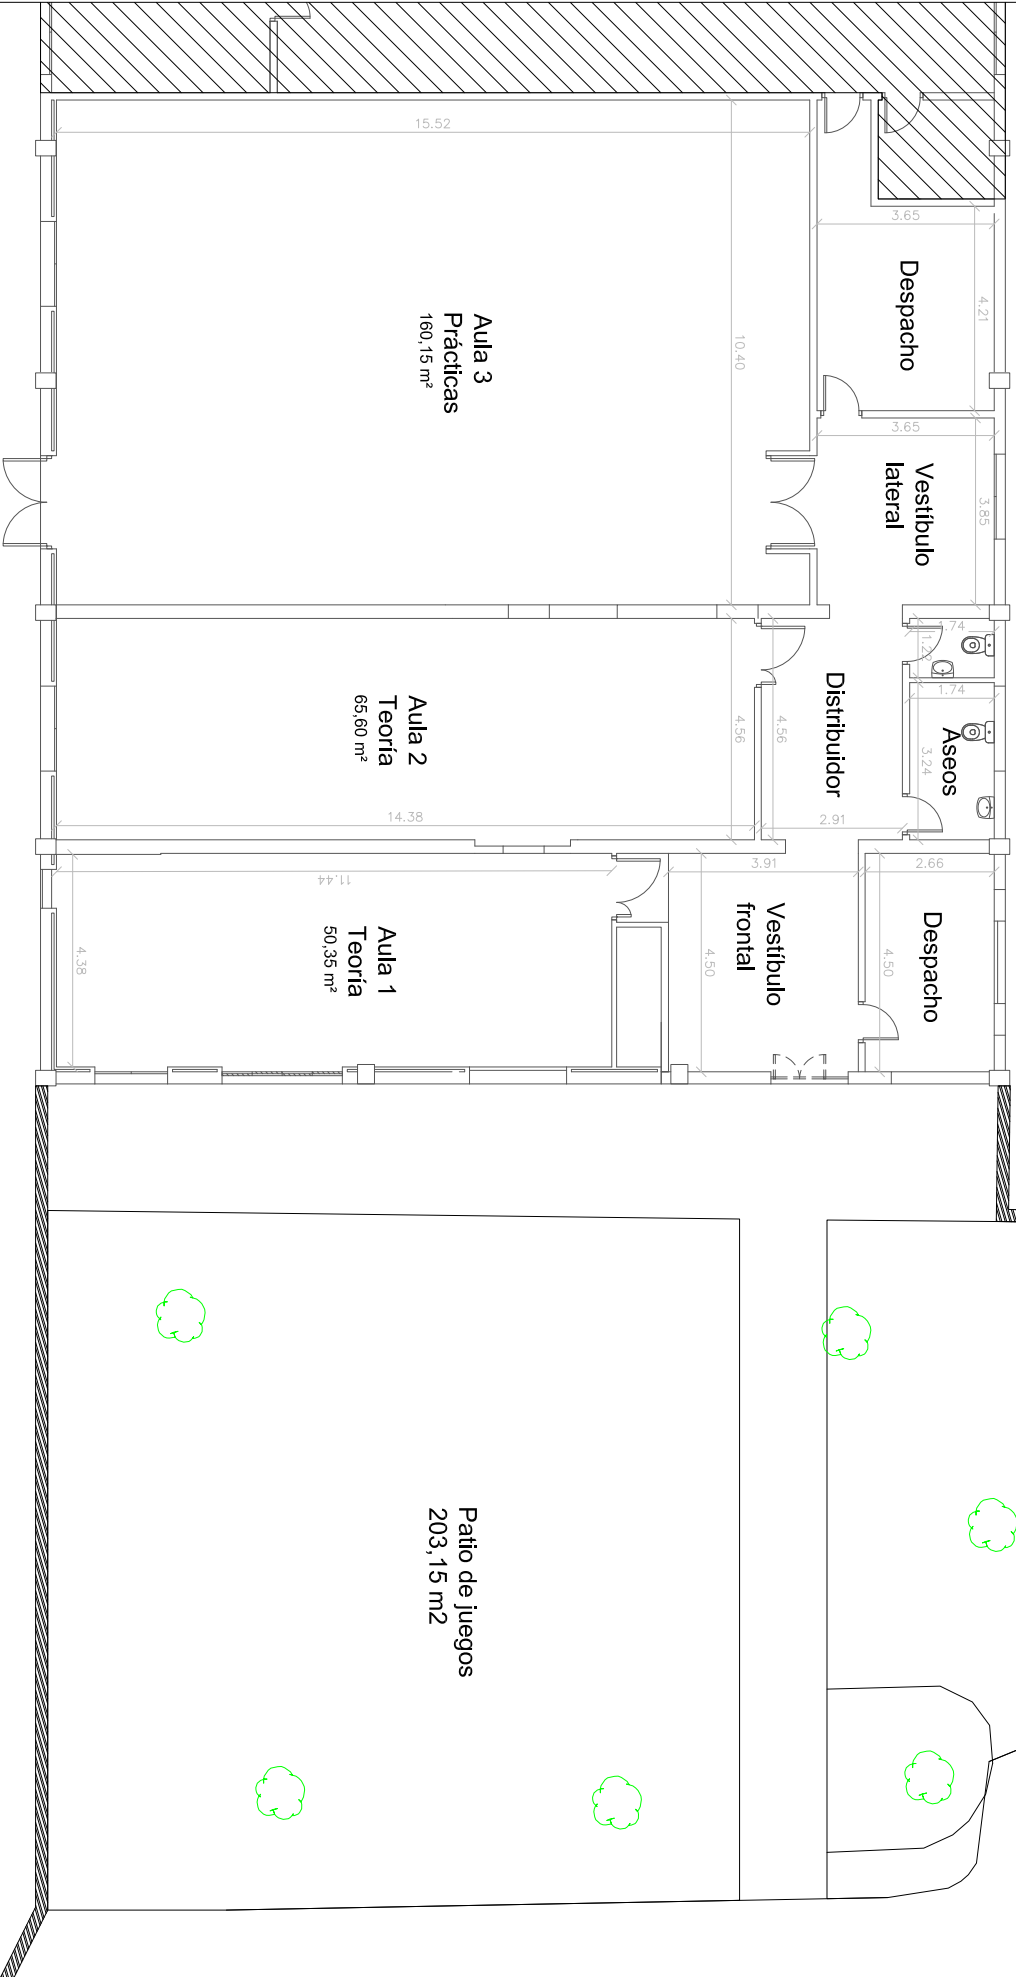 15.52
10.40
3.65
4.21
Despacho
Aula 3
Prácticas
160,15 m²
3.65
3.85
Vestíbulo
lateral
1.74
1.22
1.74
3.24
Aseos
Distribuidor
4.56
4.56
Aula 2
Teoría
65,60 m²
14.38
2.91
11.44
3.91
2.66
4.38
4.50
4.50
Aula 1
Teoría
50,35 m²
Vestíbulo
frontal
Despacho
Patio de juegos
203,15 m2